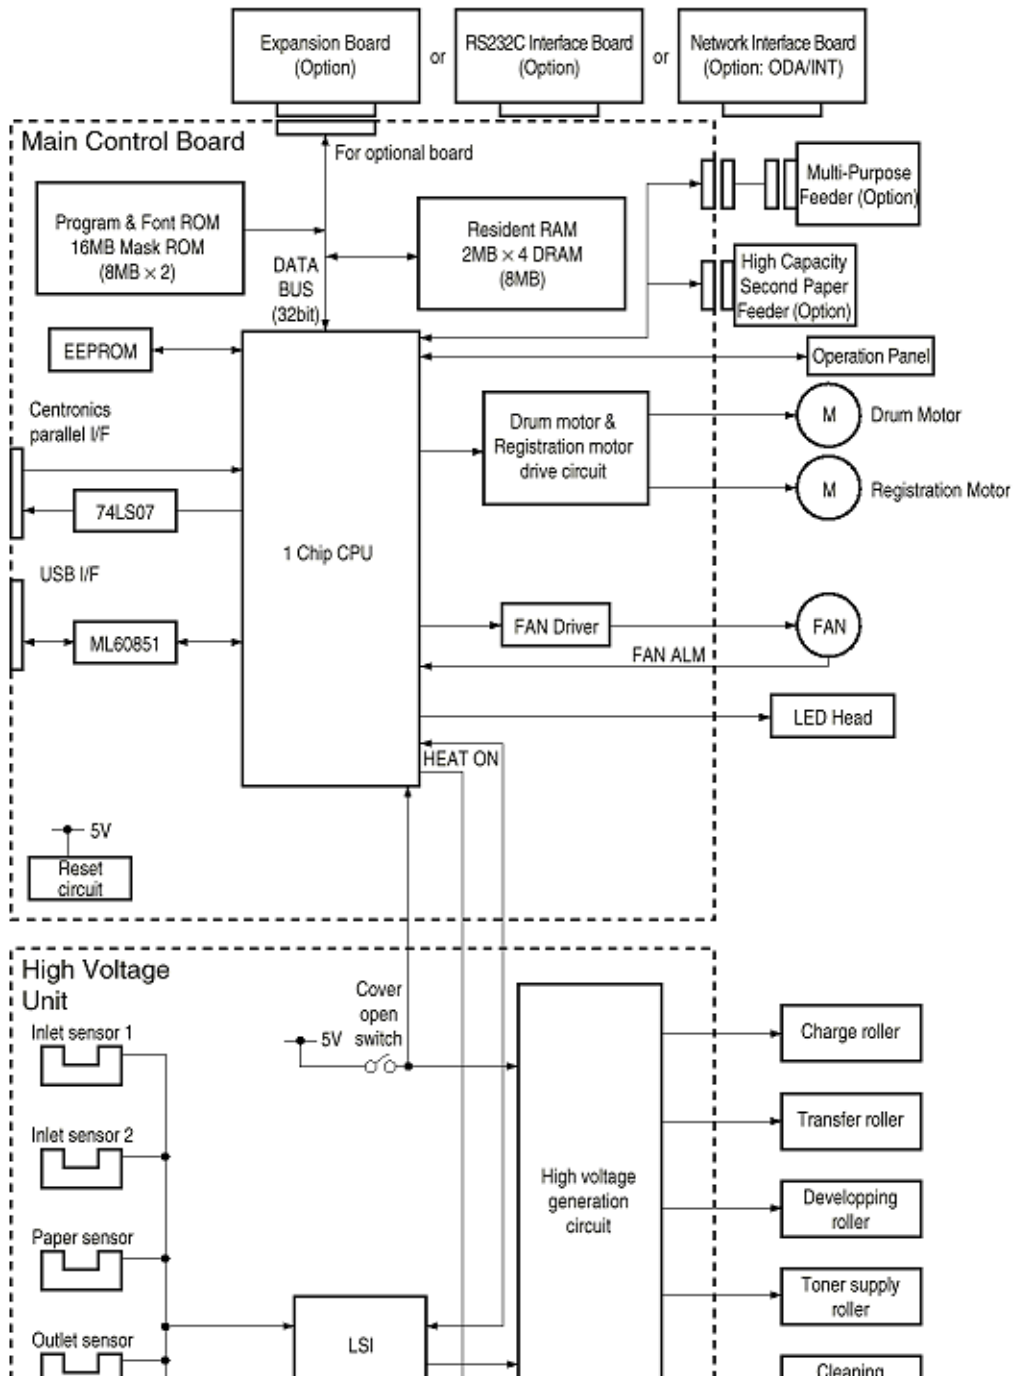 Expansion Board
(Option)
or
RS232C Interface Board
(Option)
or
Network Interface Board
(Option: ODA/INT)
Main Control Board
For optional board
Multi-Purpose
Feeder (Option)
Program & Font ROM
16MB Mask ROM
(8MB × 2)
Resident RAM
2MB × 4 DRAM
(8MB)
DATA
BUS
(32bit)
High Capacity
Second Paper
Feeder (Option)
EEPROM
Operation Panel
Centronics
parallel I/F
Drum motor &
Registration motor
drive circuit
M
Drum Motor
M
Registration Motor
74LS07
1 Chip CPU
USB I/F
ML60851
FAN Driver
FAN
FAN ALM
LED Head
HEAT ON
5V
Reset
circuit
High Voltage
Unit
Cover
open
switch
5V
Inlet sensor 1
Charge roller
Inlet sensor 2
Transfer roller
High voltage
generation
circuit
Developping
roller
Paper sensor
Toner supply
roller
Outlet sensor
LSI
Cleaning